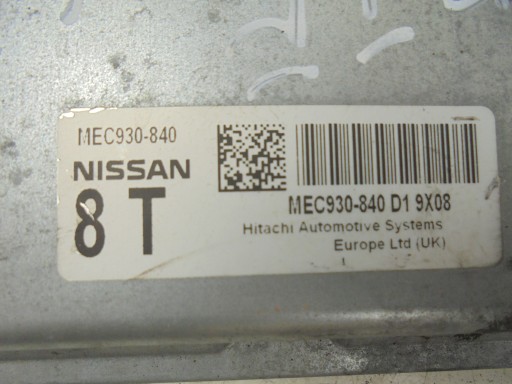 MEC930-840
NISSAN
8 T
MEC930-840 D1 9X08
Hitachi Automotive Systems
Europe Ltd (UK)